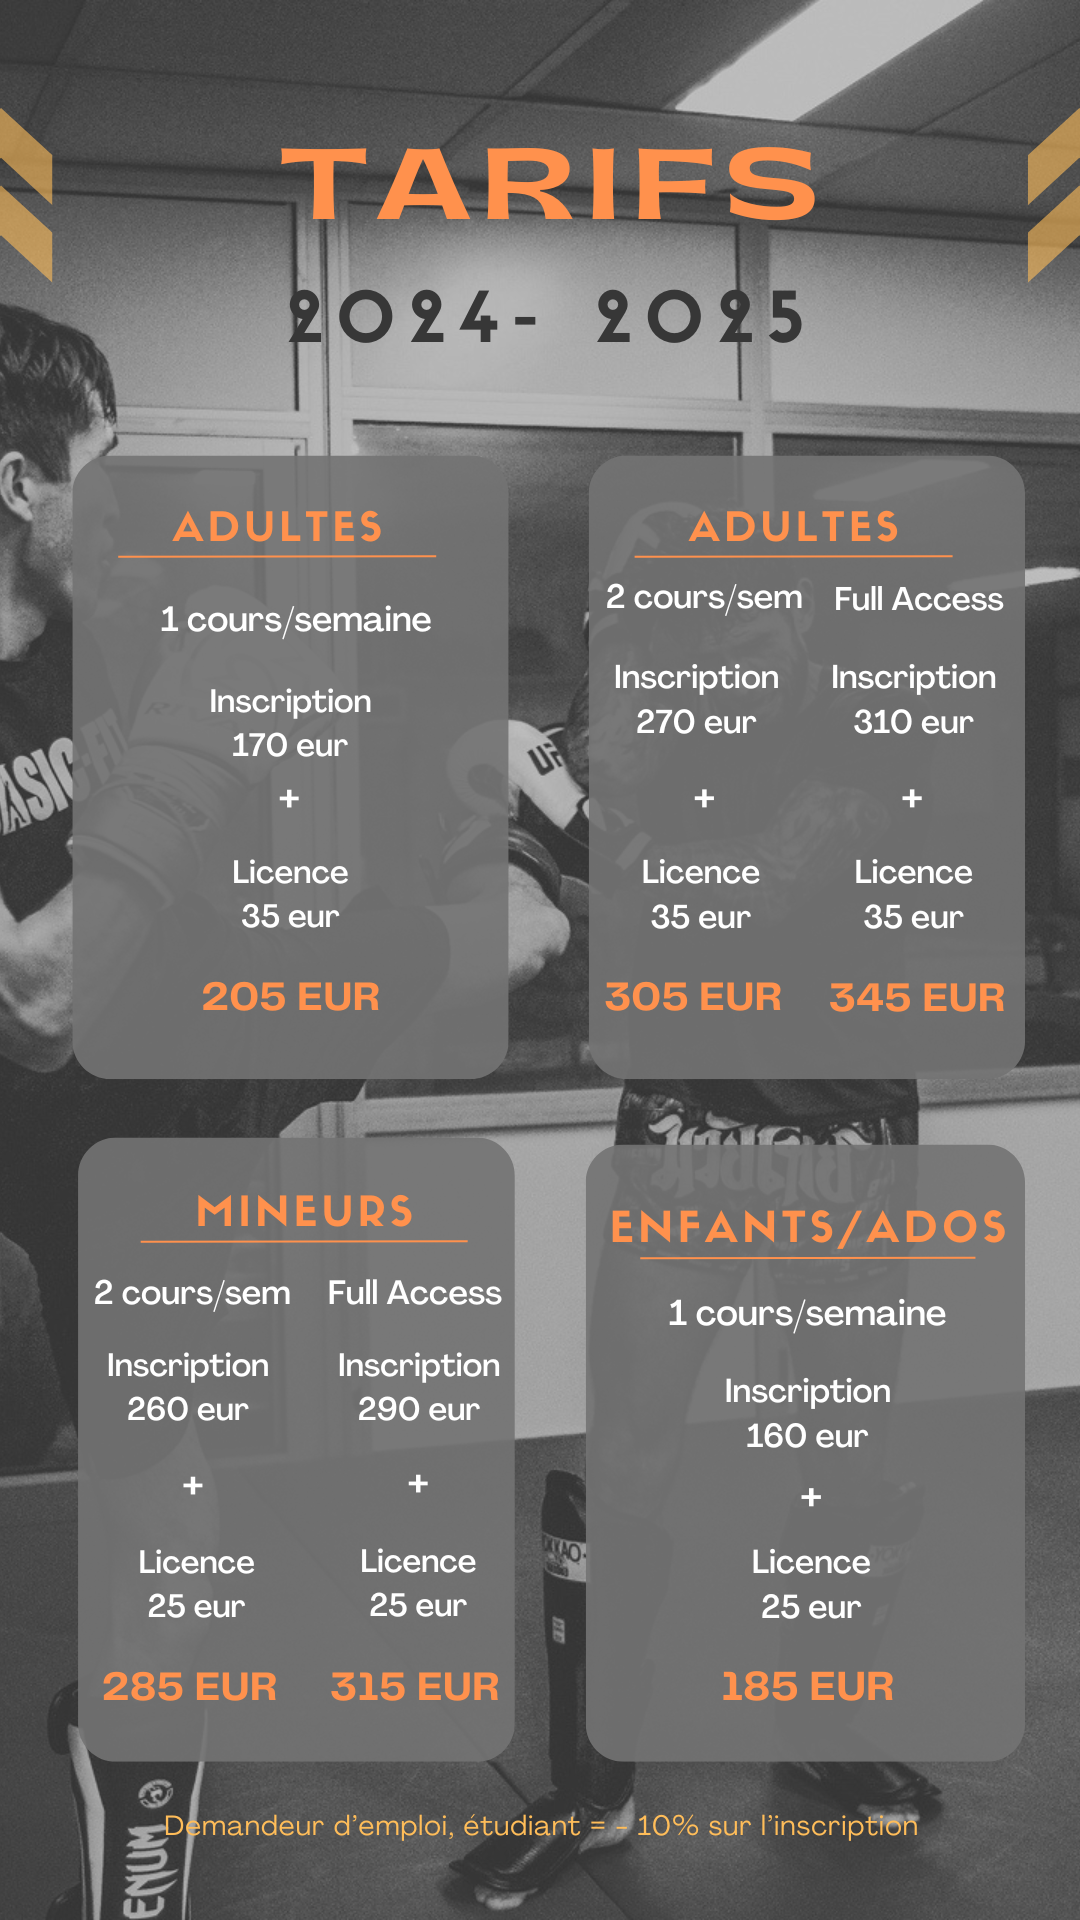 TARIFS
2024- 2025
ADULTES
1 cours/semaine
Inscription
170 eur
+
Licence
35 eur
205 EUR
ADULTES
2 cours/sem
Inscription
270 eur
+
Licence
35 eur
305 EUR
Full Access
Inscription
310 eur
+
Licence
35 eur
345 EUR
UF
MINEURS
2 cours/sem
Inscription
260 eur
+
Licence
25 eur
285 EUR
Full Access
Inscription
290 eur
+
Licence
25 eur
315 EUR
ENFANTS/ADOS
1 cours/semaine
Inscription
160 eur
+
Licence
25 eur
185 EUR
Demandeur d'emploi, étudiant = - 10% sur l'inscription
ENUM